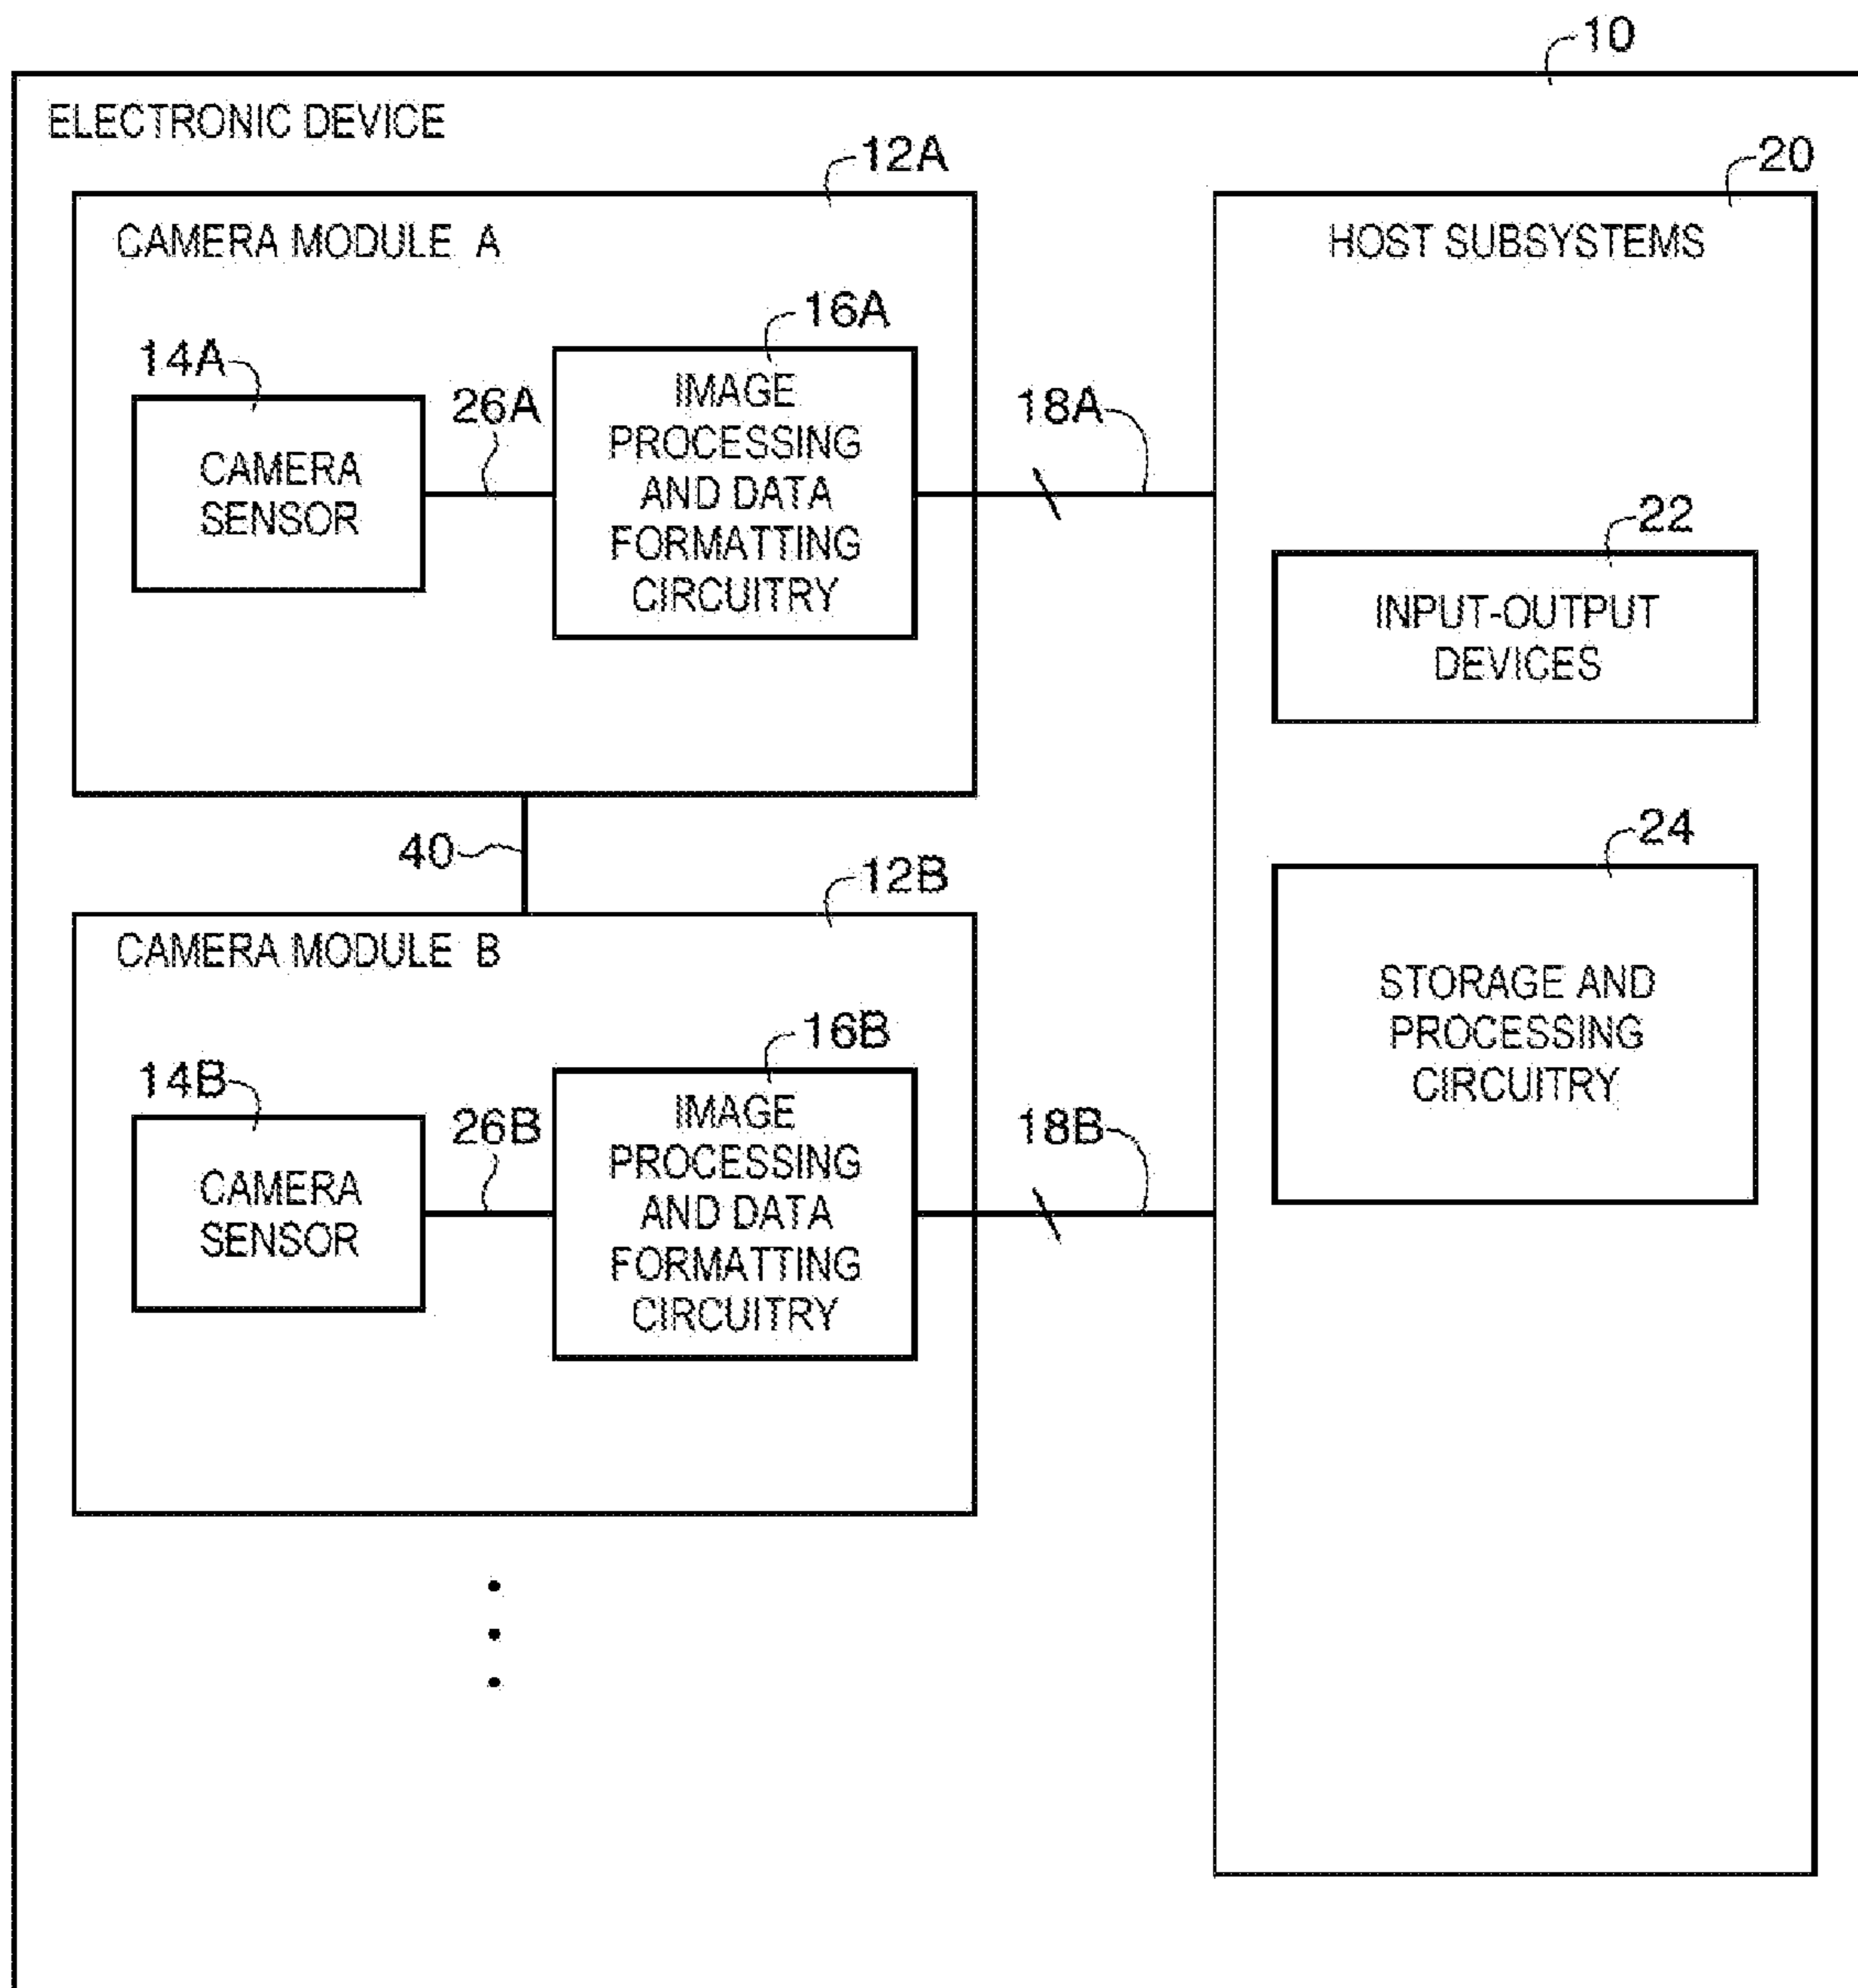 10
ELECTRONIC DEVICE
12A
20
CAMERA MODULE A
HOST SUBSYSTEMS
16A
14A
26A
IMAGE
PROCESSING
AND DATA
FORMATTING
CIRCUITRY
18A
CAMERA
SENSOR
22
INPUT-OUTPUT
DEVICES
24
40
12B
CAMERA MODULE B
STORAGE AND
PROCESSING
CIRCUITRY
16B
14B
26B
IMAGE
PROCESSING
AND DATA
FORMATTING
CIRCUITRY
18B
CAMERA
SENSOR